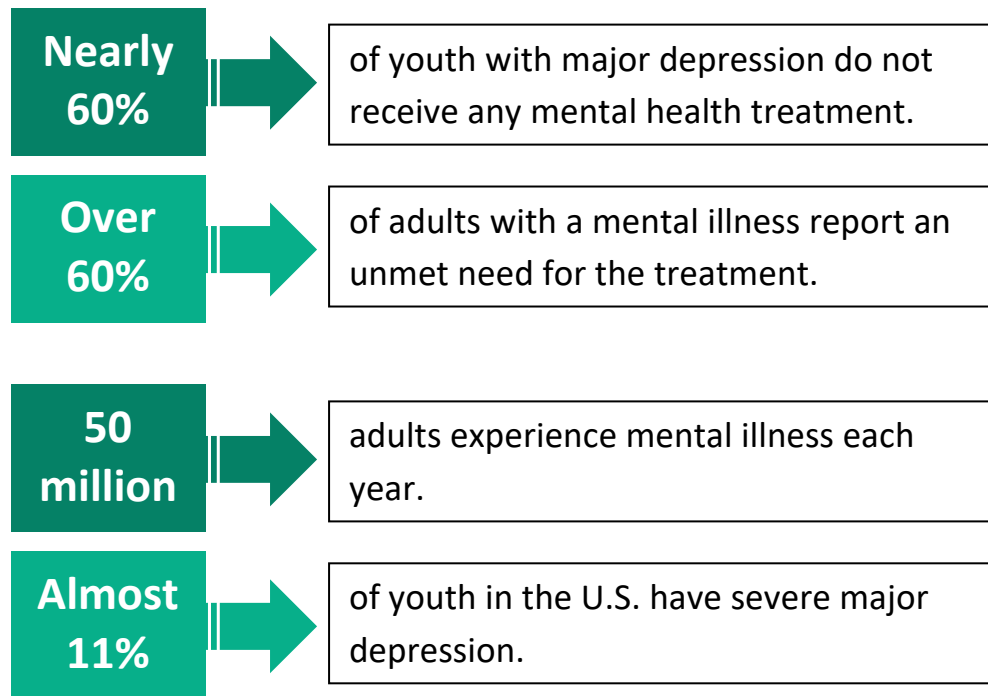 Nearly
60%
of youth with major depression do not
receive any mental health treatment.
Over
60%
of adults with a mental illness report an
unmet need for the treatment.
50
million
adults experience mental illness each
year.
Almost
11%
of youth in the U.S. have severe major
depression.